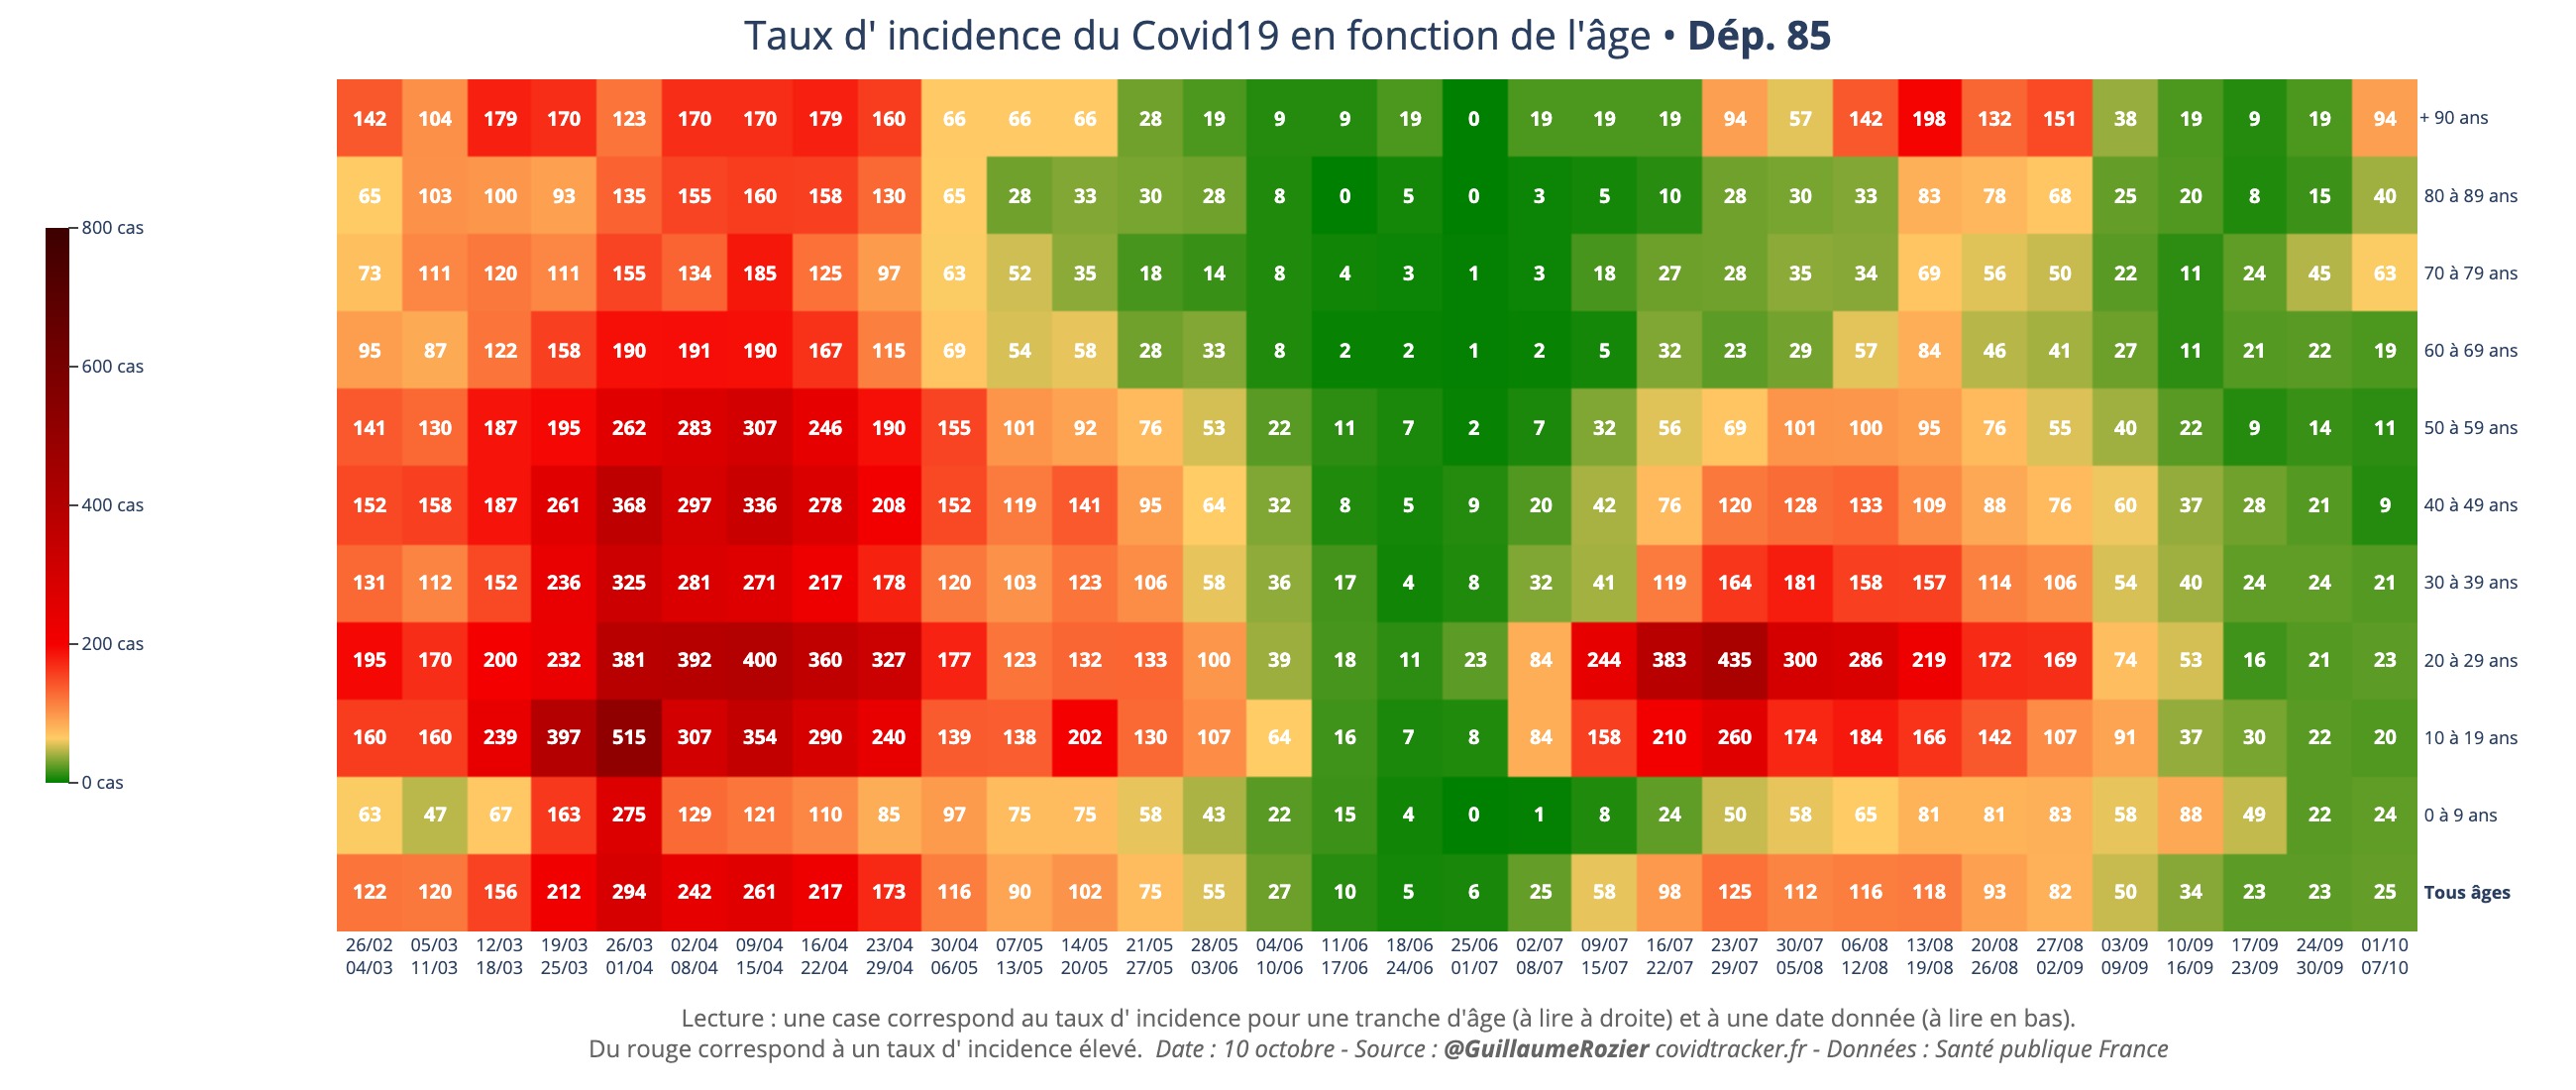 Taux d' incidence du Covid19 en fonction de l'âge • Dép. 85
800 cas
600 cas
400 cas
200 cas
0 cas
142 104 179 170 123 170 170 179 160 66 66 66 28 19 9 9 19 0 19 19 19 94 57 142 198 132 151 38 19 9 19 94 + 90 ans
65 103 100 93 135 155 160 158 130 65 28 33 30 28 8 0 5 0 3 5 10 28 30 33 83 78 68 25 20 8 15 40 80 à 89 ans
73 111 120 111 155 134 185 125 97 63 52 35 18 14 8 4 3 1 3 18 27 28 35 34 69 56 50 22 11 24 45 63 70 à 79 ans
95 87 122 158 190 191 190 167 115 69 54 58 28 33 8 2 2 1 2 5 32 23 29 57 84 46 41 27 11 21 22 19 60 à 69 ans
141 130 187 195 262 283 307 246 190 155 101 92 76 53 22 11 7 2 7 32 56 69 101 100 95 76 55 40 22 9 14 11 50 à 59 ans
152 158 187 261 368 297 336 278 208 152 119 141 95 64 32 8 5 9 20 42 76 120 128 133 109 88 76 60 37 28 21 9 40 à 49 ans
131 112 152 236 325 281 271 217 178 120 103 123 106 58 36 17 4 8 32 41 119 164 181 158 157 114 106 54 40 24 24 21 30 à 39 ans
195 170 200 232 381 392 400 360 327 177 123 132 133 100 39 18 11 23 84 244 383 435 300 286 219 172 169 74 53 16 21 23 20 à 29 ans
160 160 239 397 515 307 354 290 240 139 138 202 130 107 64 16 7 8 84 158 210 260 174 184 166 142 107 91 37 30 22 20 10 à 19 ans
63 47 67 163 275 129 121 110 85 97 75 75 58 43 22 15 4 0 1 8 24 50 58 65 81 81 83 58 88 49 22 24 0 à 9 ans
122 120 156 212 294 242 261 217 173 116 90 102 75 55 27 10 5 6 25 58 98 125 112 116 118 93 82 50 34 23 23 25 Tous âges
26/02 05/03 12/03 19/03 26/03 02/04 09/04 16/04 23/04 30/04 07/05 14/05 21/05 28/05 04/06 11/06 18/06 25/06 02/07 09/07 16/07 23/07 30/07 06/08 13/08 20/08 27/08 03/09 10/09 17/09 24/09 01/10
04/03 11/03 18/03 25/03 01/04 08/04 15/04 22/04 29/04 06/05 13/05 20/05 27/05 03/06 10/06 17/06 24/06 01/07 08/07 15/07 22/07 29/07 05/08 12/08 19/08 26/08 02/09 09/09 16/09 23/09 30/09 07/10
Lecture : une case correspond au taux d' incidence pour une tranche d'âge (à lire à droite) et à une date donnée (à lire en bas).
Du rouge correspond à un taux d' incidence élevé. Date : 10 octobre - Source : @GuillaumeRozier covidtracker.fr - Données : Santé publique France